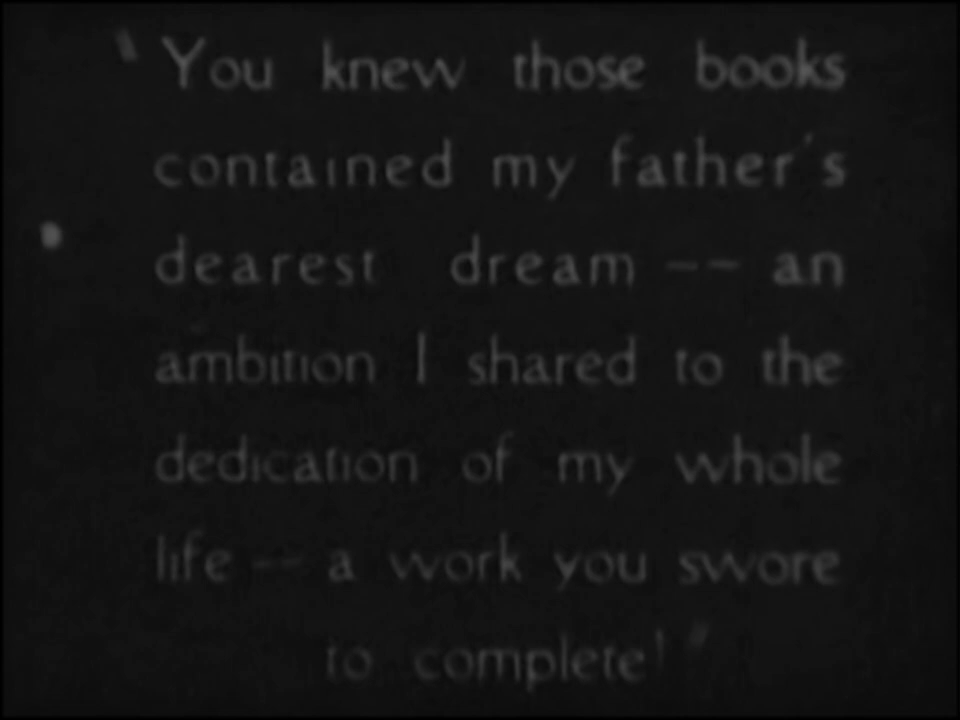 "You knew those books
contained my father's
dearest dream -- an
ambition I shared to the
dedication of my whole
life -- a work you swore
to complete!"